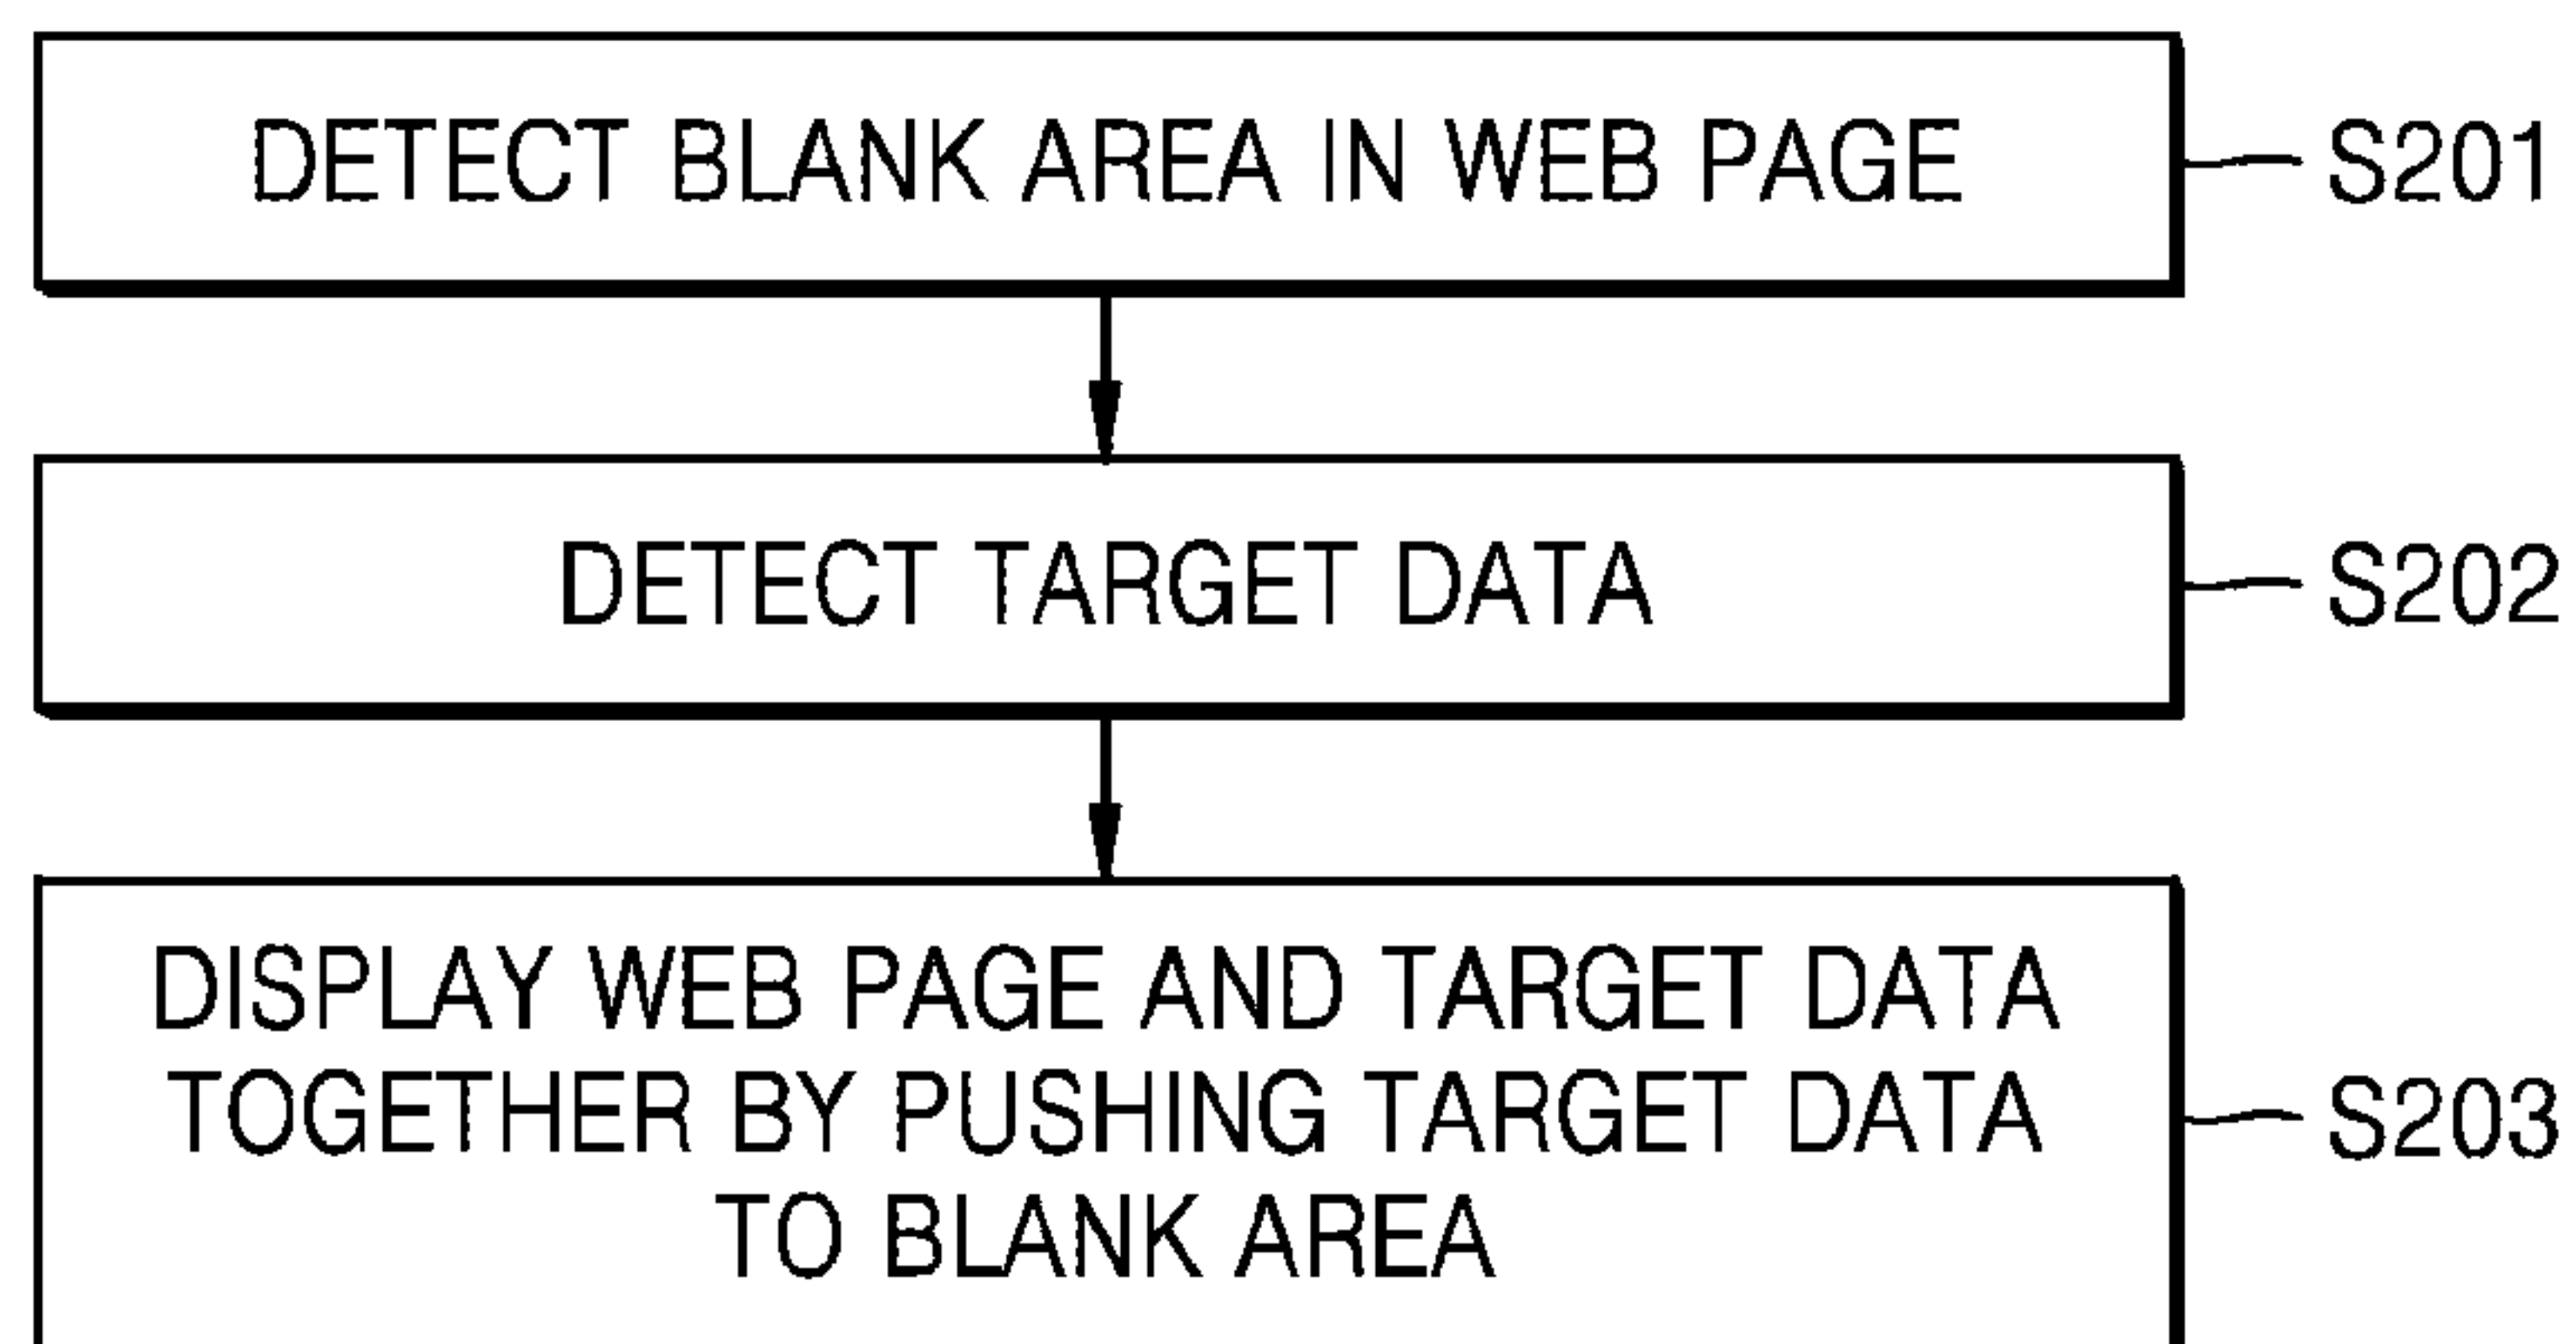 DETECT BLANK AREA IN WEB PAGE
S201
DETECT TARGET DATA
S202
DISPLAY WEB PAGE AND TARGET DATA
TOGETHER BY PUSHING TARGET DATA
TO BLANK AREA
S203